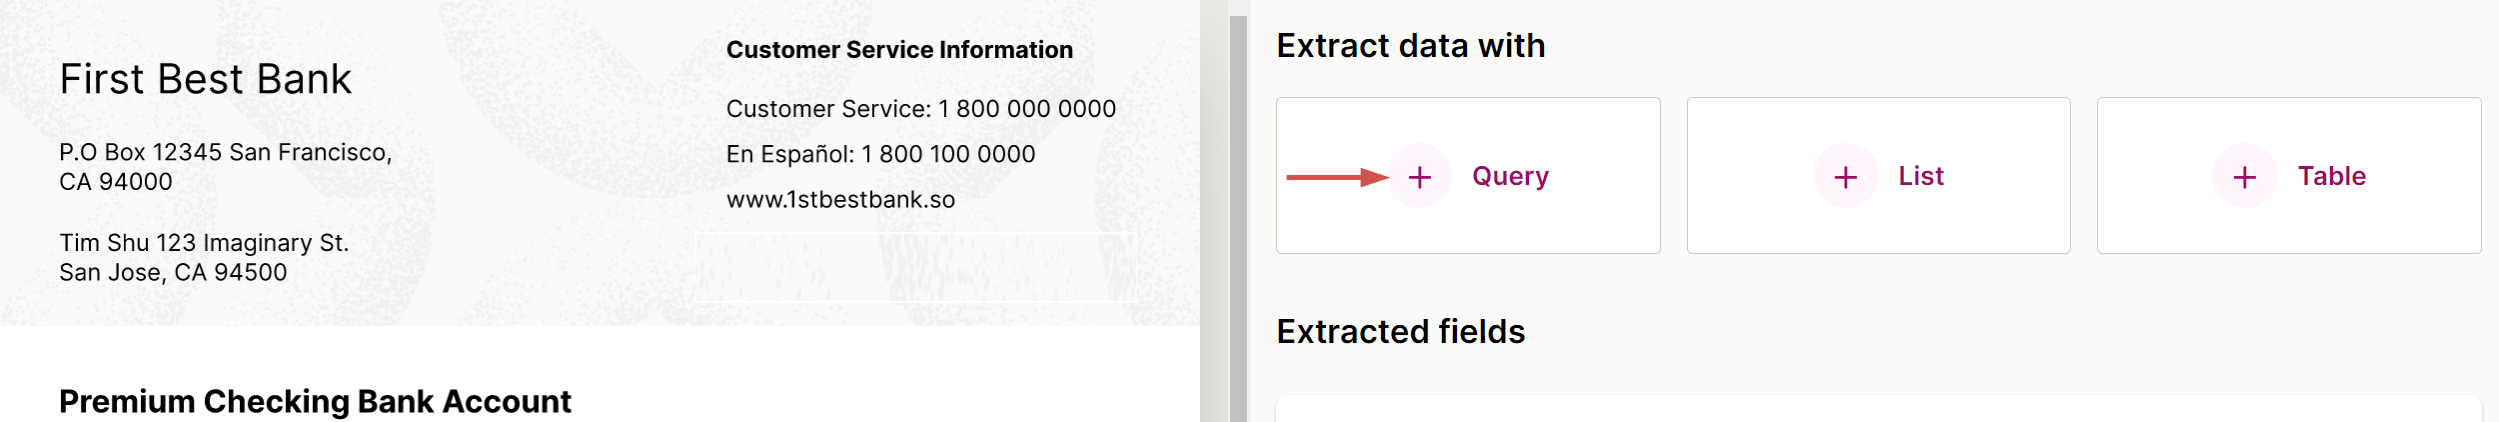 First Best Bank
P.O Box 12345 San Francisco,
CA 94000
Tim Shu 123 Imaginary St.
San Jose, CA 94500
Customer Service Information
Customer Service: 1 800 000 0000
En Español: 1 800 100 0000
www.1stbestbank.so
Premium Checking Bank Account
Extract data with
+ Query
+ List
+ Table
Extracted fields